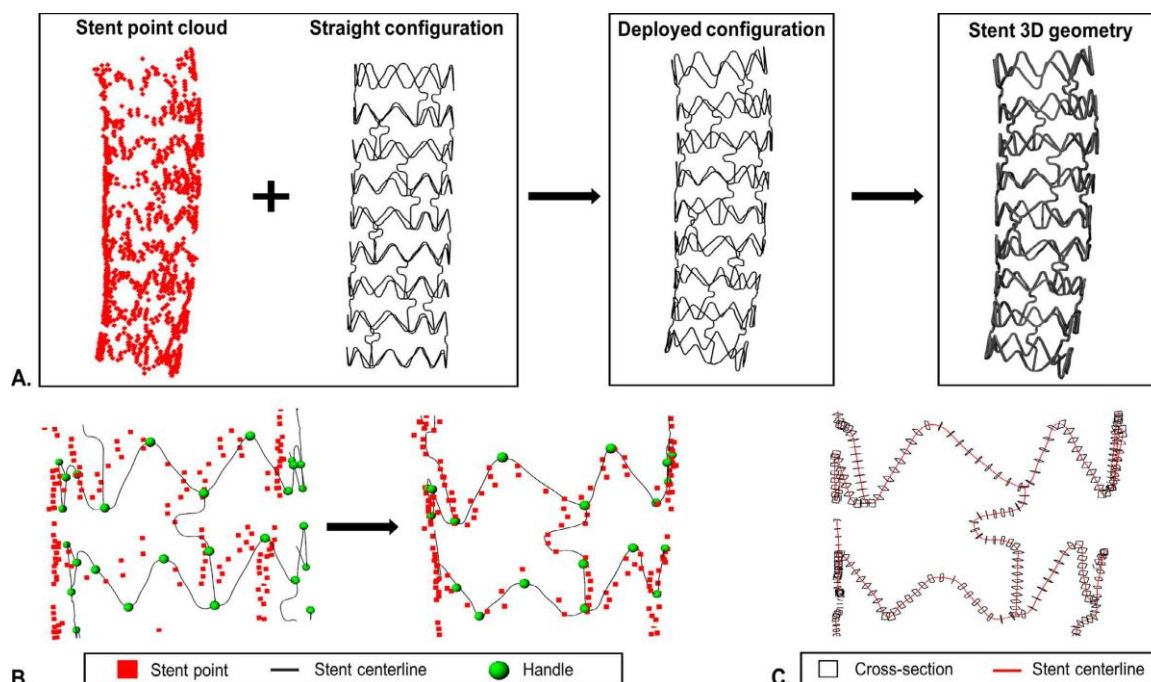 Stent point cloud
Straight configuration
Deployed configuration
Stent 3D geometry
A.
B.
Stent point
Stent centerline
Handle
C.
Cross-section
Stent centerline